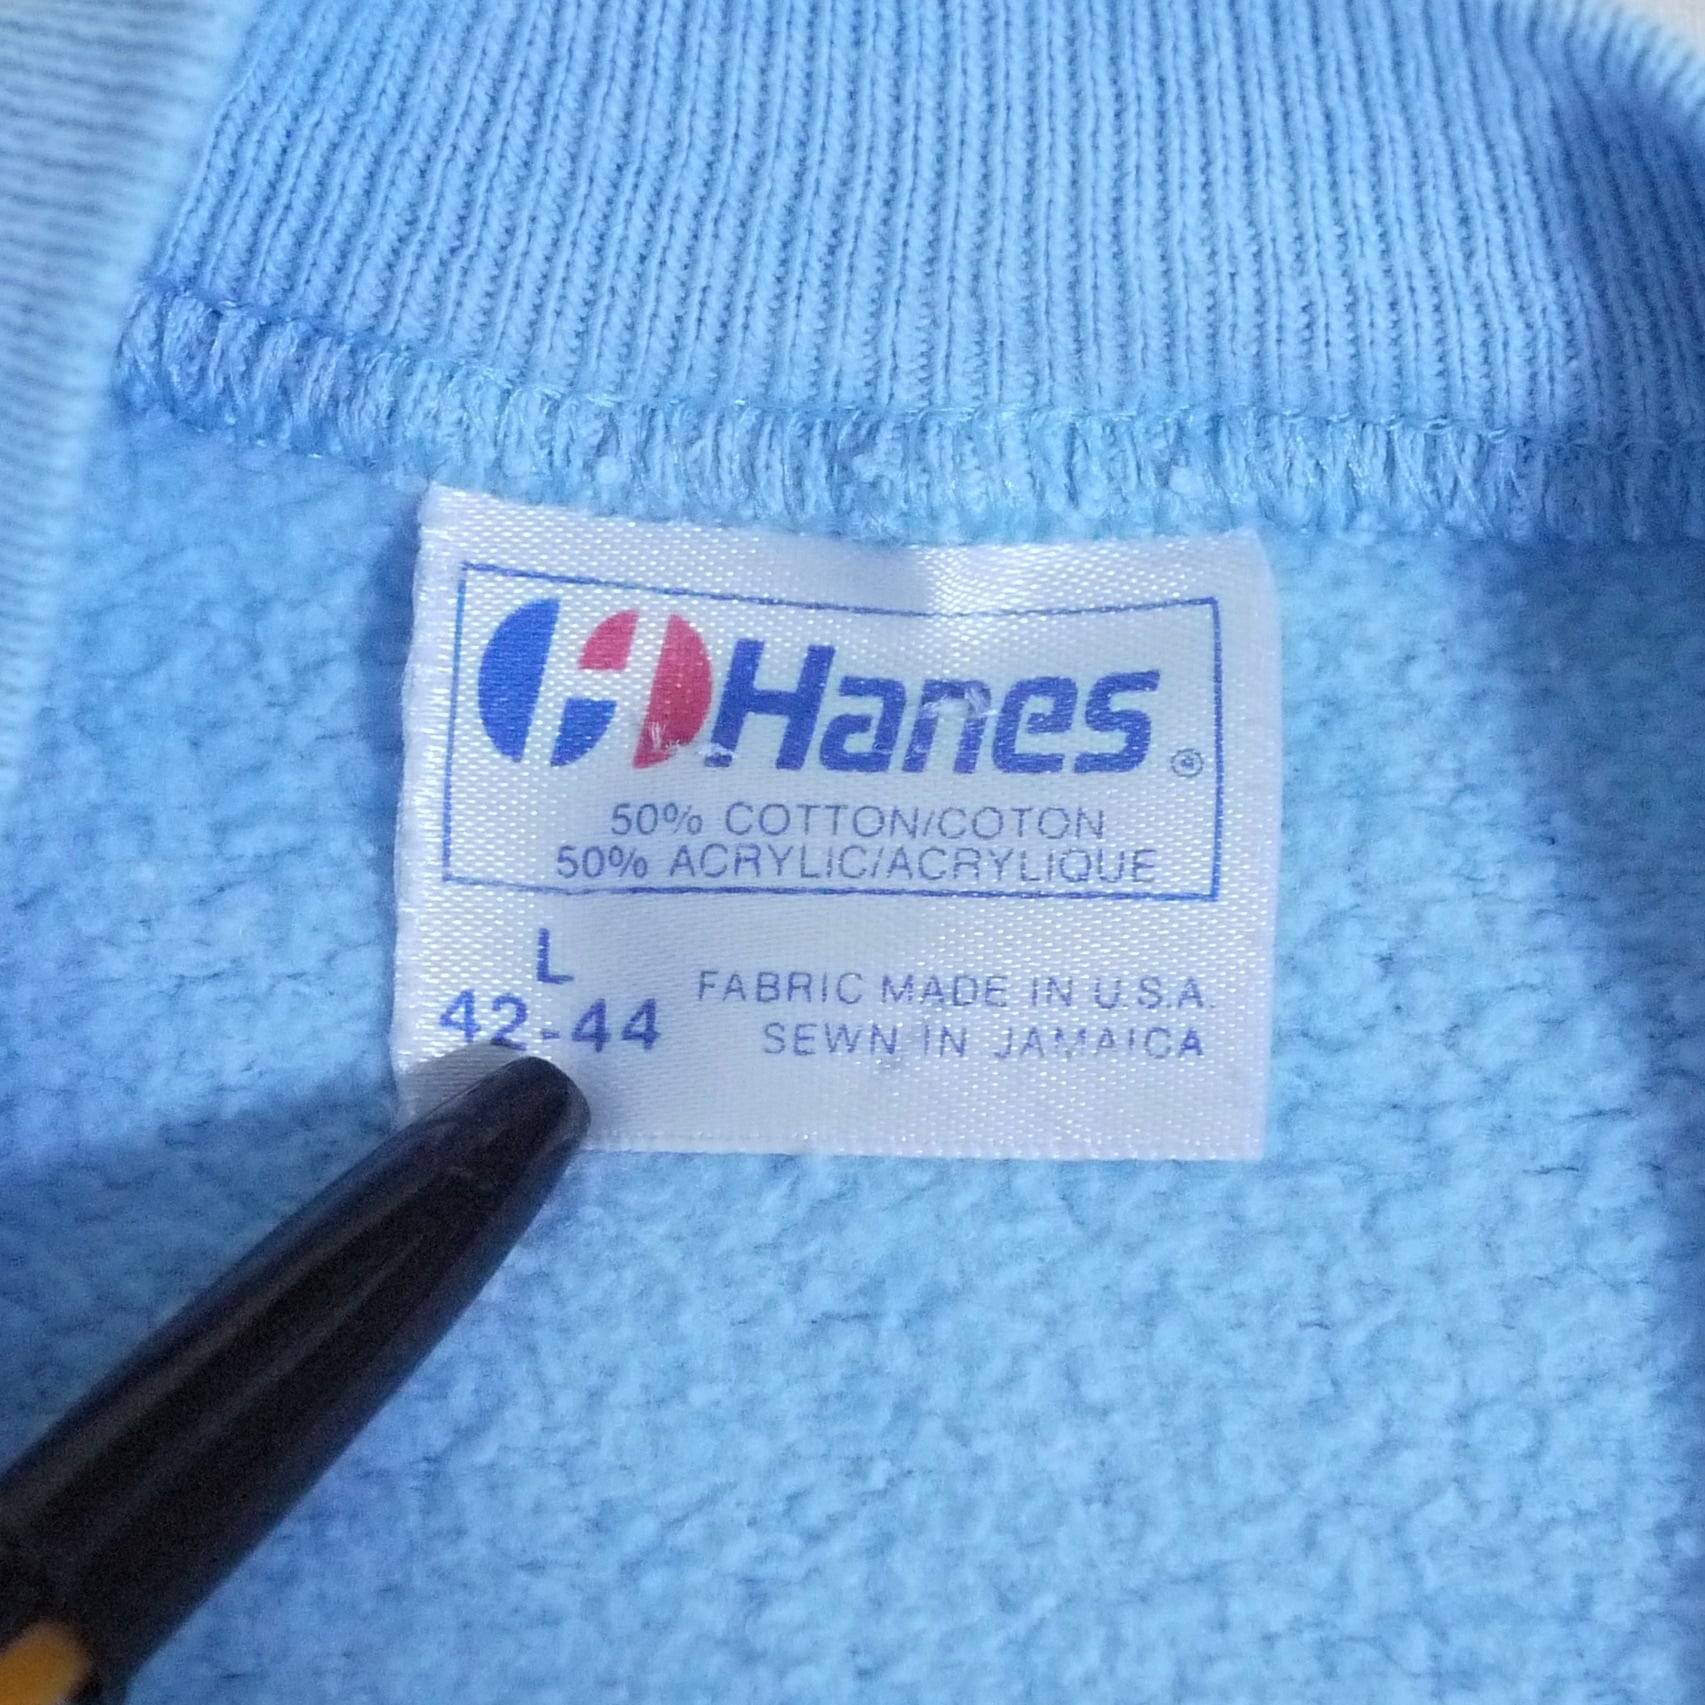 Hanes®
50% COTTON/COTON
50% ACRYLIC/ACRYLIQUE
L
42-44
FABRIC MADE IN U.S.A.
SEWN IN JAMAICA